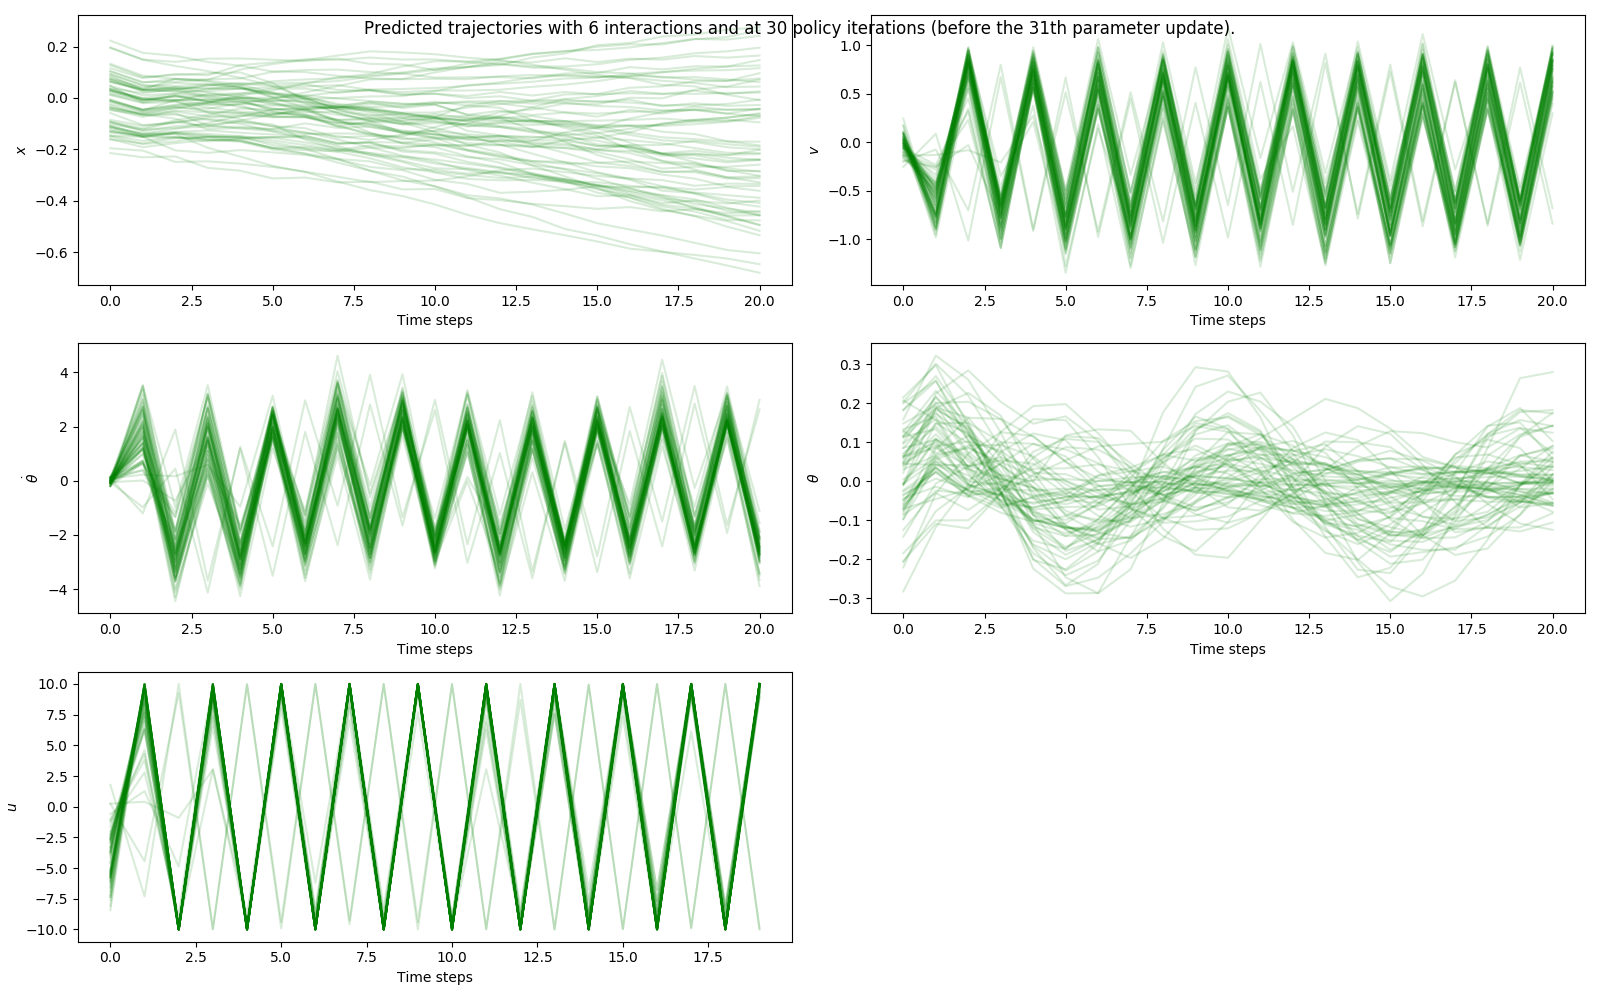 Predicted trajectories with 6 interactions and at 30 policy iterations (before the 31th parameter update).
0.2
0.0
−0.2
−0.4
−0.6
x
0.0 2.5 5.0 7.5 10.0 12.5 15.0 17.5 20.0
Time steps
1.0
0.5
0.0
−0.5
−1.0
v
0.0 2.5 5.0 7.5 10.0 12.5 15.0 17.5 20.0
Time steps
4
2
0
−2
−4
θ̇
0.0 2.5 5.0 7.5 10.0 12.5 15.0 17.5 20.0
Time steps
0.3
0.2
0.1
0.0
−0.1
−0.2
−0.3
θ
0.0 2.5 5.0 7.5 10.0 12.5 15.0 17.5 20.0
Time steps
10.0
7.5
5.0
2.5
0.0
−2.5
−5.0
−7.5
−10.0
u
0.0 2.5 5.0 7.5 10.0 12.5 15.0 17.5
Time steps